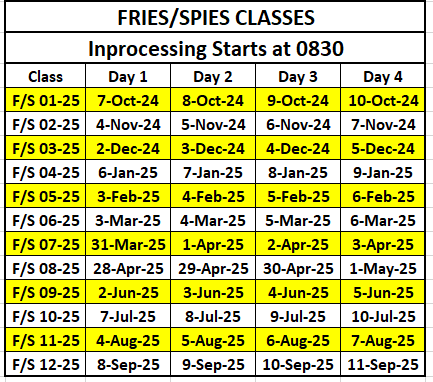 FRIES/SPIES CLASSES
Inprocessing Starts at 0830
Class Day 1 Day 2 Day 3 Day 4
F/S 01-25 7-Oct-24 8-Oct-24 9-Oct-24 10-Oct-24
F/S 02-25 4-Nov-24 5-Nov-24 6-Nov-24 7-Nov-24
F/S 03-25 2-Dec-24 3-Dec-24 4-Dec-24 5-Dec-24
F/S 04-25 6-Jan-25 7-Jan-25 8-Jan-25 9-Jan-25
F/S 05-25 3-Feb-25 4-Feb-25 5-Feb-25 6-Feb-25
F/S 06-25 3-Mar-25 4-Mar-25 5-Mar-25 6-Mar-25
F/S 07-25 31-Mar-25 1-Apr-25 2-Apr-25 3-Apr-25
F/S 08-25 28-Apr-25 29-Apr-25 30-Apr-25 1-May-25
F/S 09-25 2-Jun-25 3-Jun-25 4-Jun-25 5-Jun-25
F/S 10-25 7-Jul-25 8-Jul-25 9-Jul-25 10-Jul-25
F/S 11-25 4-Aug-25 5-Aug-25 6-Aug-25 7-Aug-25
F/S 12-25 8-Sep-25 9-Sep-25 10-Sep-25 11-Sep-25